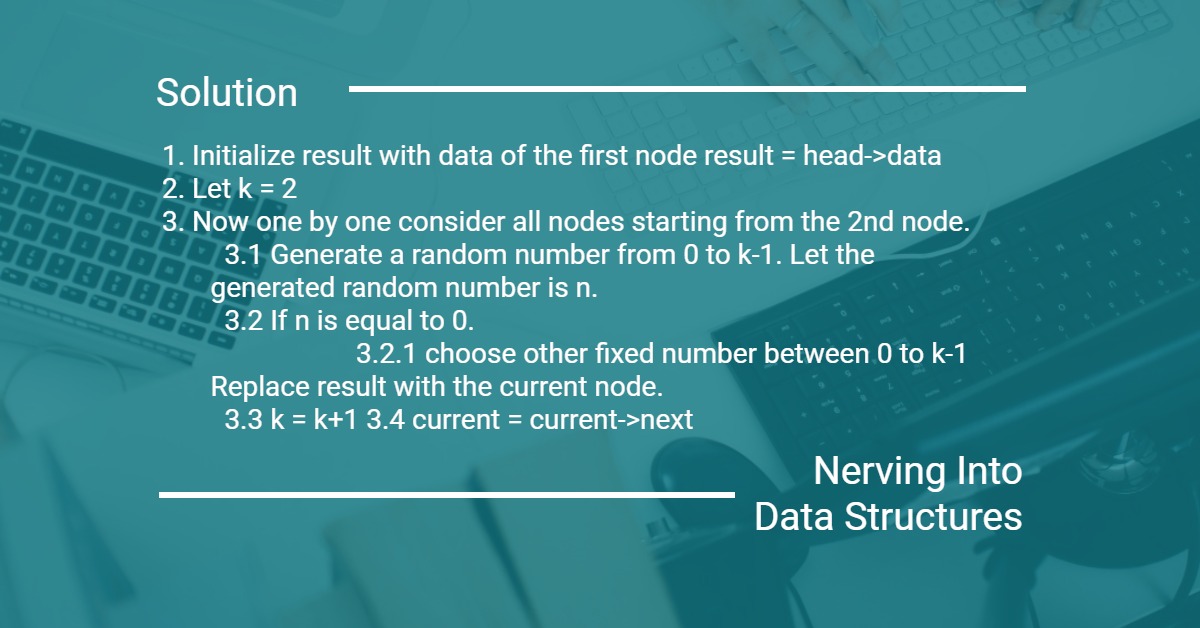 Solution
1. Initialize result with data of the first node result = head->data
2. Let k = 2
3. Now one by one consider all nodes starting from the 2nd node.
3.1 Generate a random number from 0 to k-1. Let the
generated random number is n.
3.2 If n is equal to 0.
3.2.1 choose other fixed number between 0 to k-1
Replace result with the current node.
3.3 k = k+1 3.4 current = current->next
Nerving Into
Data Structures